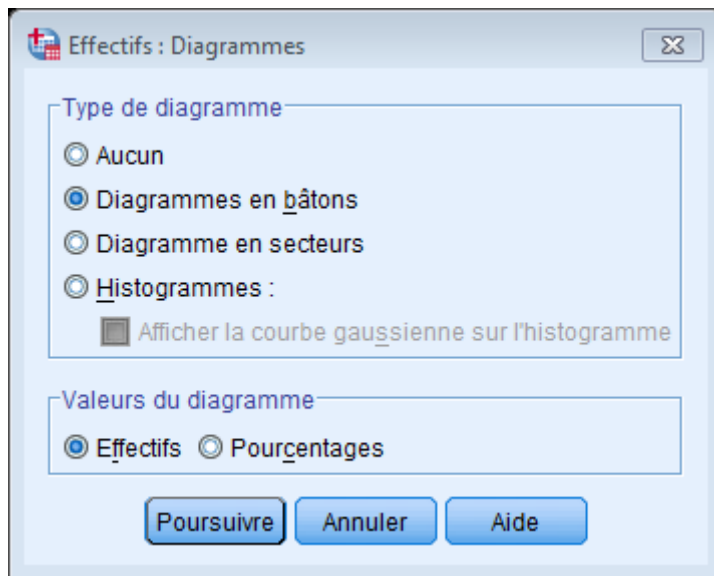 Effectifs : Diagrammes
Type de diagramme
Aucun
Diagrammes en bâtons
Diagramme en secteurs
Histogrammes :
Afficher la courbe gaussienne sur l'histogramme
Valeurs du diagramme
Effectifs Pourcentages
Poursuivre Annuler Aide